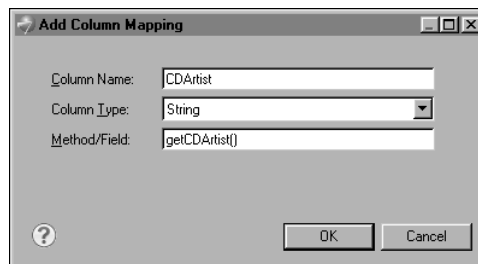 Add Column Mapping
Column Name: CDArtist
Column Type: String
Method/Field: getCDArtist()
?
OK Cancel